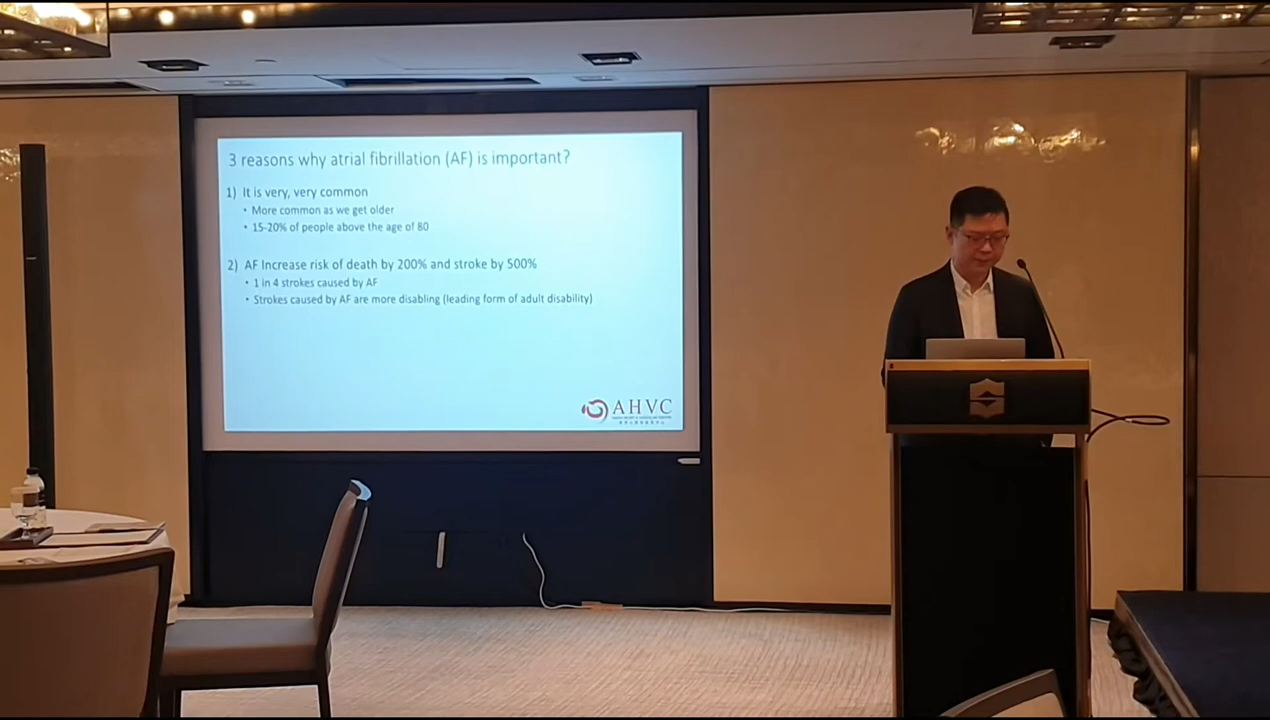 3 reasons why atrial fibrillation (AF) is important?
1) It is very, very common
• More common as we get older
• 15-20% of people above the age of 80
2) AF Increase risk of death by 200% and stroke by 500%
• 1 in 4 strokes caused by AF
• Strokes caused by AF are more disabling (leading form of adult disability)
AHVC